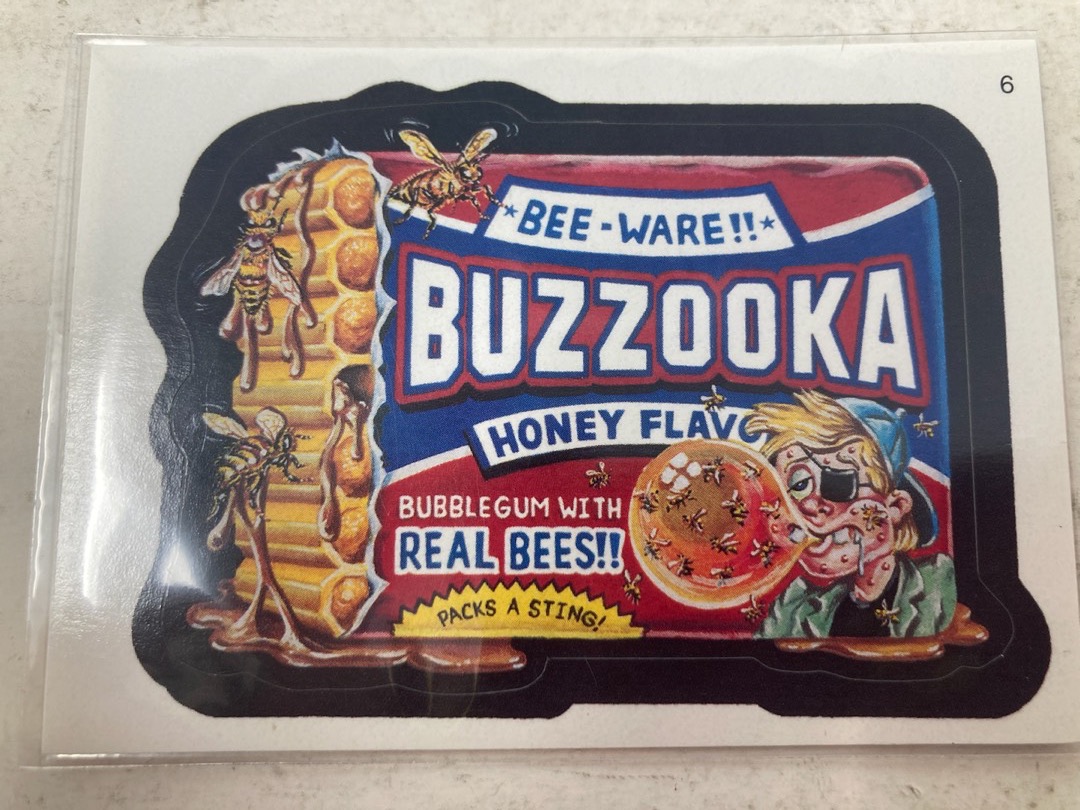 6
★BEE-WARE!!★
BUZZOOKA
HONEY FLAVO
BUBBLEGUM WITH
REAL BEES!!
PACKS A STING!